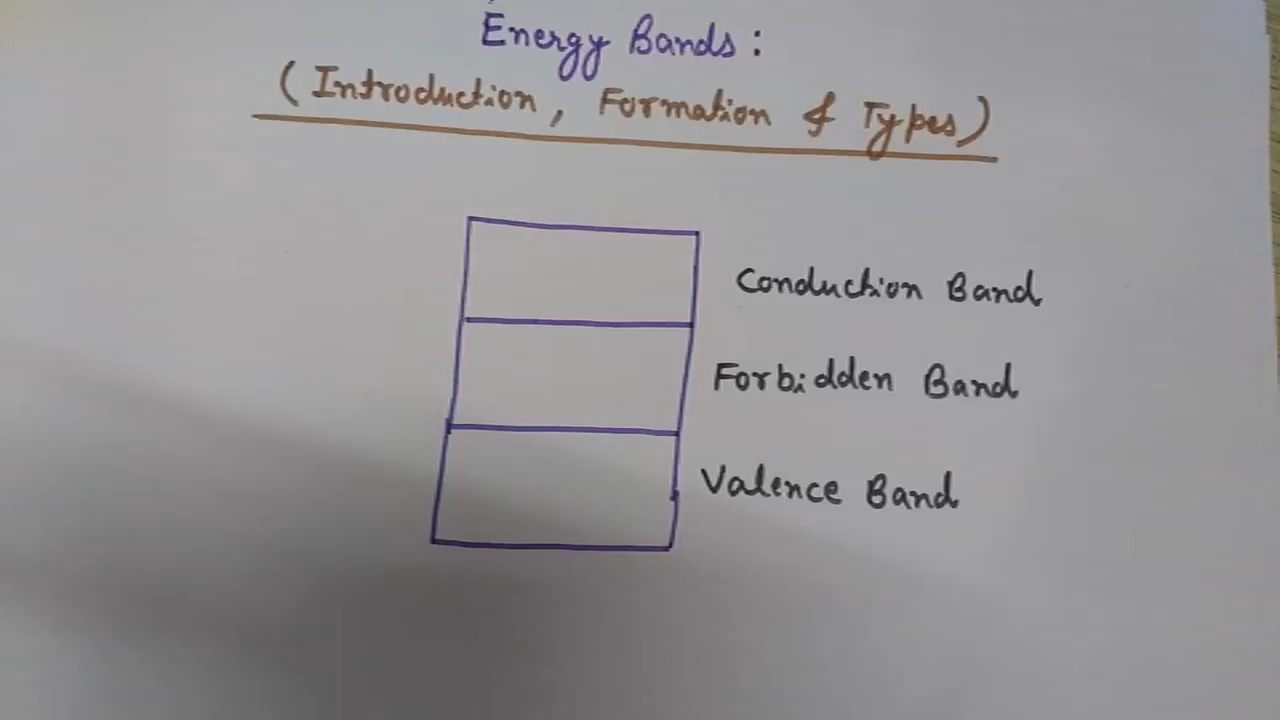 Energy Bands :
(Introduction, Formation & Types)
Conduction Band
Forbidden Band
Valence Band